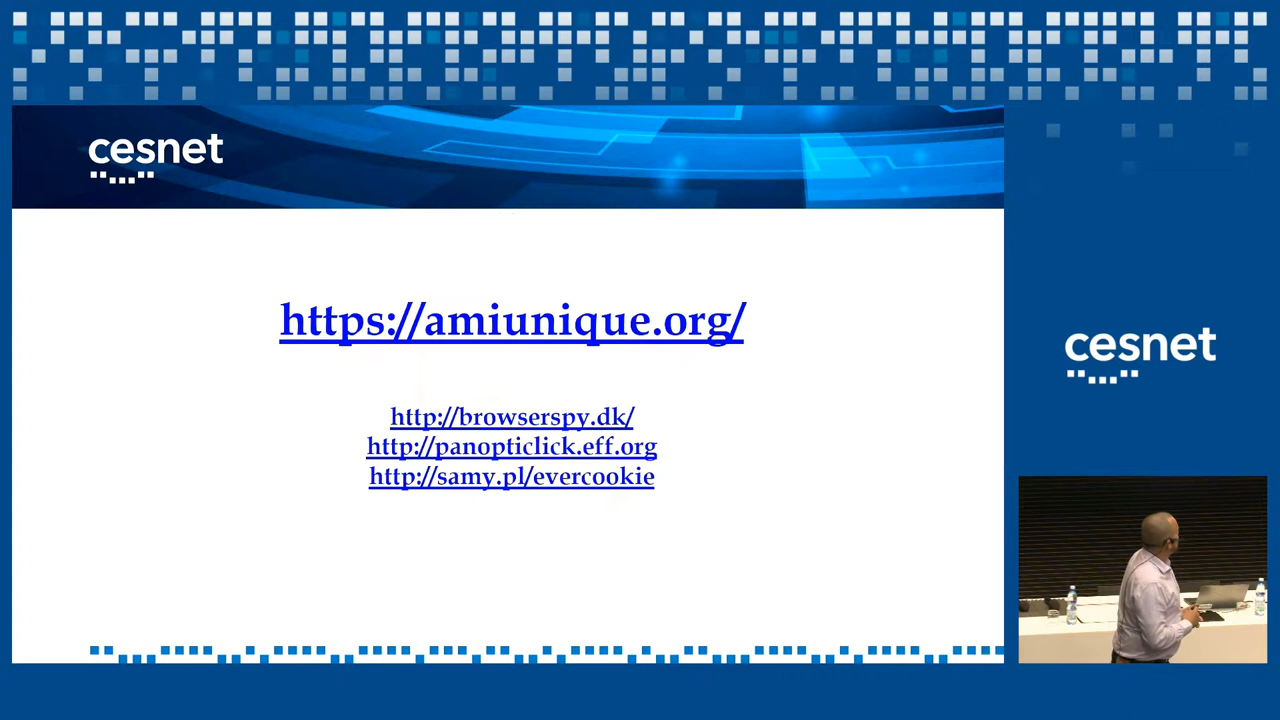 cesnet
https://amiunique.org/
http://browserspy.dk/
http://panopticlick.eff.org
http://samy.pl/evercookie
cesnet